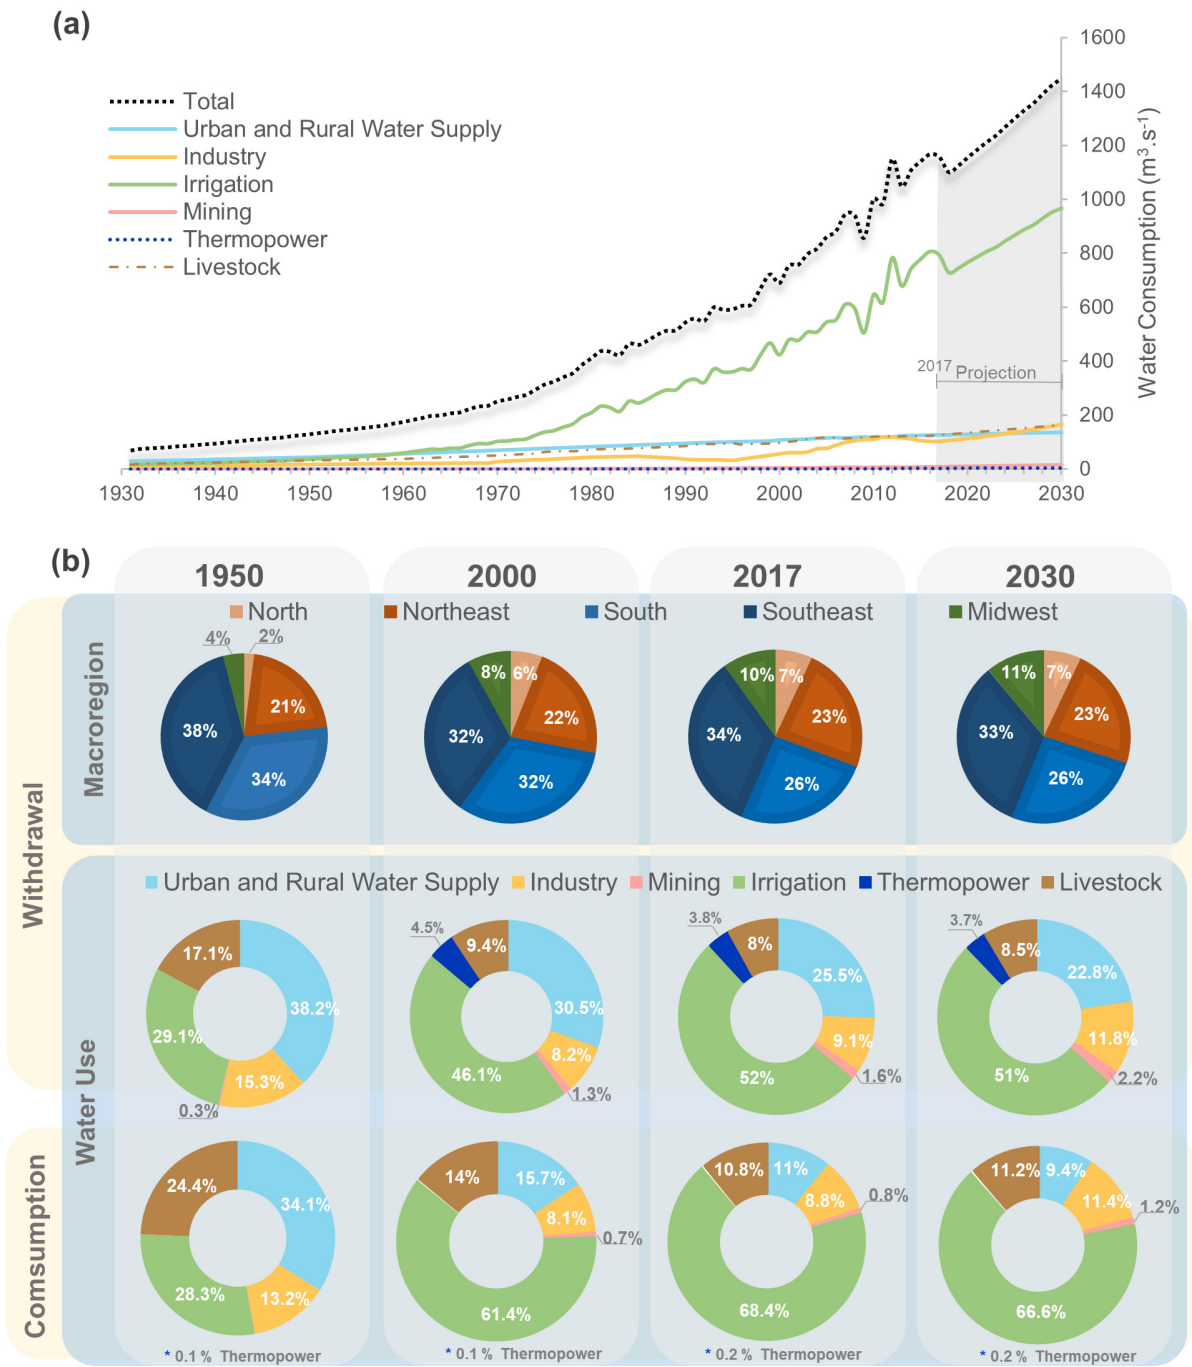 (a)
1600
1400
1200
1000
800
600
400
200
0
Water Consumption (m³.s⁻¹)
Total
Urban and Rural Water Supply
Industry
Irrigation
Mining
Thermopower
Livestock
2017 Projection
1930 1940 1950 1960 1970 1980 1990 2000 2010 2020 2030
(b)
1950 2000 2017 2030
Withdrawal
Macroregion
North Northeast South Southeast Midwest
4% 2% 21% 34% 38%
8% 6% 22% 32% 32%
10% 7% 23% 26% 34%
11% 7% 23% 26% 33%
Water Use
Urban and Rural Water Supply Industry Mining Irrigation Thermopower Livestock
17.1% 38.2% 29.1% 15.3% 0.3%
4.5% 9.4% 30.5% 8.2% 46.1% 1.3%
3.8% 8% 25.5% 9.1% 52% 1.6%
3.7% 8.5% 22.8% 11.8% 51% 2.2%
Comsumption
24.4% 34.1% 28.3% 13.2%
14% 15.7% 8.1% 0.7% 61.4%
10.8% 11% 8.8% 0.8% 68.4%
11.2% 9.4% 11.4% 1.2% 66.6%
* 0.1 % Thermopower
* 0.1 % Thermopower
* 0.2 % Thermopower
* 0.2 % Thermopower